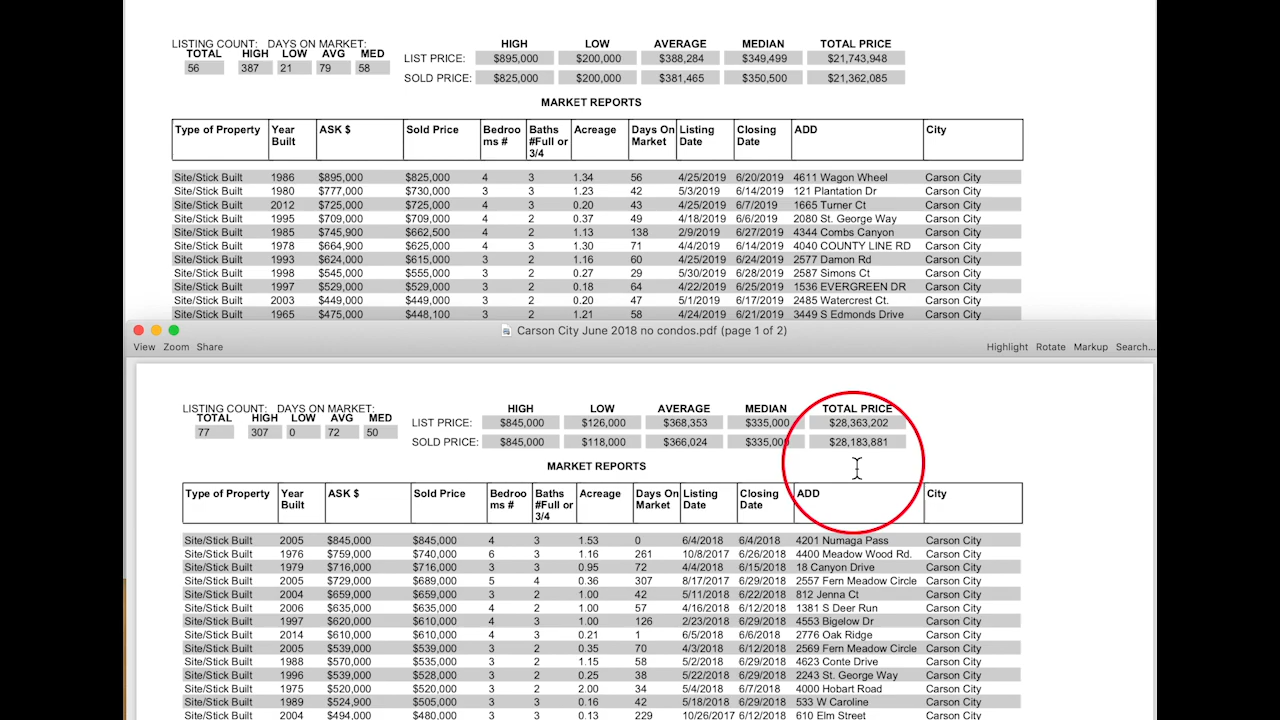 HIGH LOW AVERAGE MEDIAN TOTAL PRICE
LISTING COUNT: DAYS ON MARKET:
TOTAL HIGH LOW AVG MED
LIST PRICE: $895,000 $200,000 $388,284 $349,499 $21,743,948
56 387 21 79 58
SOLD PRICE: $825,000 $200,000 $381,465 $350,500 $21,362,085
MARKET REPORTS
Type of Property Year Built ASK $ Sold Price Bedroo ms # Baths #Full or 3/4 Acreage Days On Market Listing Date Closing Date ADD City
Site/Stick Built 1986 $895,000 $825,000 4 3 1.34 56 4/25/2019 6/20/2019 4611 Wagon Wheel Carson City
Site/Stick Built 1980 $777,000 $730,000 3 3 1.23 42 5/3/2019 6/14/2019 121 Plantation Dr Carson City
Site/Stick Built 2012 $725,000 $725,000 4 3 0.20 43 4/25/2019 6/7/2019 1665 Turner Ct Carson City
Site/Stick Built 1995 $709,000 $709,000 4 2 0.37 49 4/18/2019 6/6/2019 2080 St. George Way Carson City
Site/Stick Built 1985 $745,900 $662,500 4 2 1.13 138 2/9/2019 6/27/2019 4344 Combs Canyon Carson City
Site/Stick Built 1978 $664,900 $625,000 4 3 1.30 71 4/4/2019 6/14/2019 4040 COUNTY LINE RD Carson City
Site/Stick Built 1993 $624,000 $615,000 3 2 1.16 60 4/25/2019 6/24/2019 2577 Damon Rd Carson City
Site/Stick Built 1998 $545,000 $555,000 3 2 0.27 29 5/30/2019 6/28/2019 2587 Simons Ct Carson City
Site/Stick Built 1997 $529,000 $529,000 3 2 0.18 64 4/22/2019 6/25/2019 1536 EVERGREEN DR Carson City
Site/Stick Built 2003 $449,000 $449,000 3 2 0.20 47 5/1/2019 6/17/2019 2485 Watercrest Ct. Carson City
Site/Stick Built 1965 $475,000 $448,100 3 2 1.21 58 4/24/2019 6/21/2019 3449 S Edmonds Drive Carson City
Carson City June 2018 no condos.pdf (page 1 of 2)
View Zoom Share Highlight Rotate Markup Search...
HIGH LOW AVERAGE MEDIAN TOTAL PRICE
LISTING COUNT: DAYS ON MARKET:
TOTAL HIGH LOW AVG MED
LIST PRICE: $845,000 $126,000 $368,353 $335,000 $28,363,202
77 307 0 72 50
SOLD PRICE: $845,000 $118,000 $366,024 $335,000 $28,183,881
MARKET REPORTS
Type of Property Year Built ASK $ Sold Price Bedroo ms # Baths #Full or 3/4 Acreage Days On Market Listing Date Closing Date ADD City
Site/Stick Built 2005 $845,000 $845,000 4 3 1.53 0 6/4/2018 6/4/2018 4201 Numaga Pass Carson City
Site/Stick Built 1976 $759,000 $740,000 6 3 1.16 261 10/8/2017 6/26/2018 4400 Meadow Wood Rd. Carson City
Site/Stick Built 1979 $716,000 $716,000 3 3 0.95 72 4/4/2018 6/15/2018 18 Canyon Drive Carson City
Site/Stick Built 2005 $729,000 $689,000 5 4 0.36 307 8/17/2017 6/29/2018 2557 Fern Meadow Circle Carson City
Site/Stick Built 2004 $659,000 $659,000 3 2 1.00 42 5/11/2018 6/22/2018 812 Jenna Ct Carson City
Site/Stick Built 2006 $635,000 $635,000 4 2 1.00 57 4/16/2018 6/12/2018 1381 S Deer Run Carson City
Site/Stick Built 1997 $620,000 $610,000 4 3 1.00 126 2/23/2018 6/29/2018 4553 Bigelow Dr Carson City
Site/Stick Built 2014 $610,000 $610,000 4 3 0.21 1 6/5/2018 6/6/2018 2776 Oak Ridge Carson City
Site/Stick Built 2005 $539,000 $539,000 3 2 0.35 70 4/3/2018 6/12/2018 2569 Fern Meadow Circle Carson City
Site/Stick Built 1988 $570,000 $535,000 3 2 1.15 58 5/2/2018 6/29/2018 4623 Conte Drive Carson City
Site/Stick Built 1996 $539,000 $528,000 3 2 0.25 38 5/22/2018 6/29/2018 2243 St. George Way Carson City
Site/Stick Built 1975 $520,000 $520,000 3 2 2.00 34 5/4/2018 6/7/2018 4000 Hobart Road Carson City
Site/Stick Built 1989 $524,900 $505,000 3 3 0.16 42 5/18/2018 6/29/2018 533 W Caroline Carson City
Site/Stick Built 2004 $494,000 $480,000 3 3 0.13 229 10/26/2017 6/12/2018 610 Elm Street Carson City